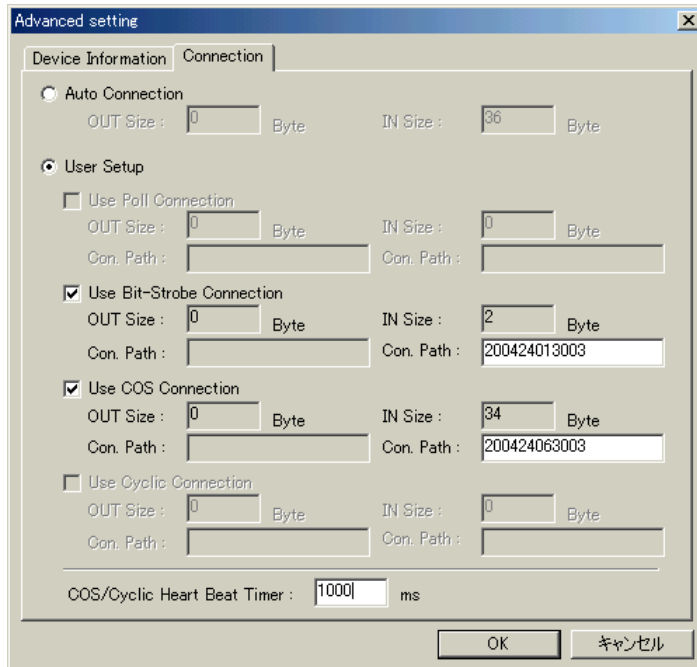 Advanced setting
Device Information Connection
Auto Connection
OUT Size : 0 Byte IN Size : 36 Byte
User Setup
Use Poll Connection
OUT Size : 0 Byte IN Size : 0 Byte
Con. Path : Con. Path :
Use Bit-Strobe Connection
OUT Size : 0 Byte IN Size : 2 Byte
Con. Path : Con. Path : 200424013003
Use COS Connection
OUT Size : 0 Byte IN Size : 34 Byte
Con. Path : Con. Path : 200424063003
Use Cyclic Connection
OUT Size : 0 Byte IN Size : 0 Byte
Con. Path : Con. Path :
COS/Cyclic Heart Beat Timer : 1000 ms
OK キャンセル